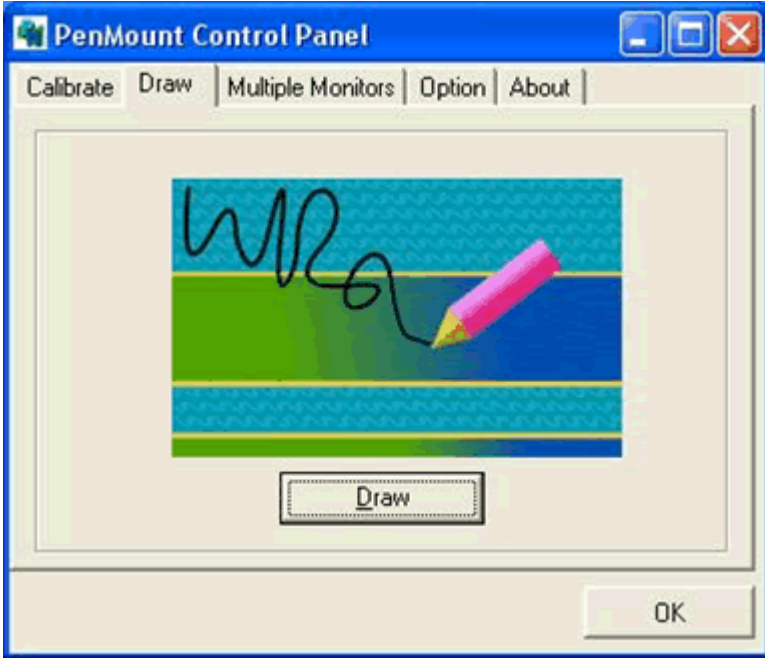 PenMount Control Panel
Calibrate Draw Multiple Monitors Option About
Draw
OK